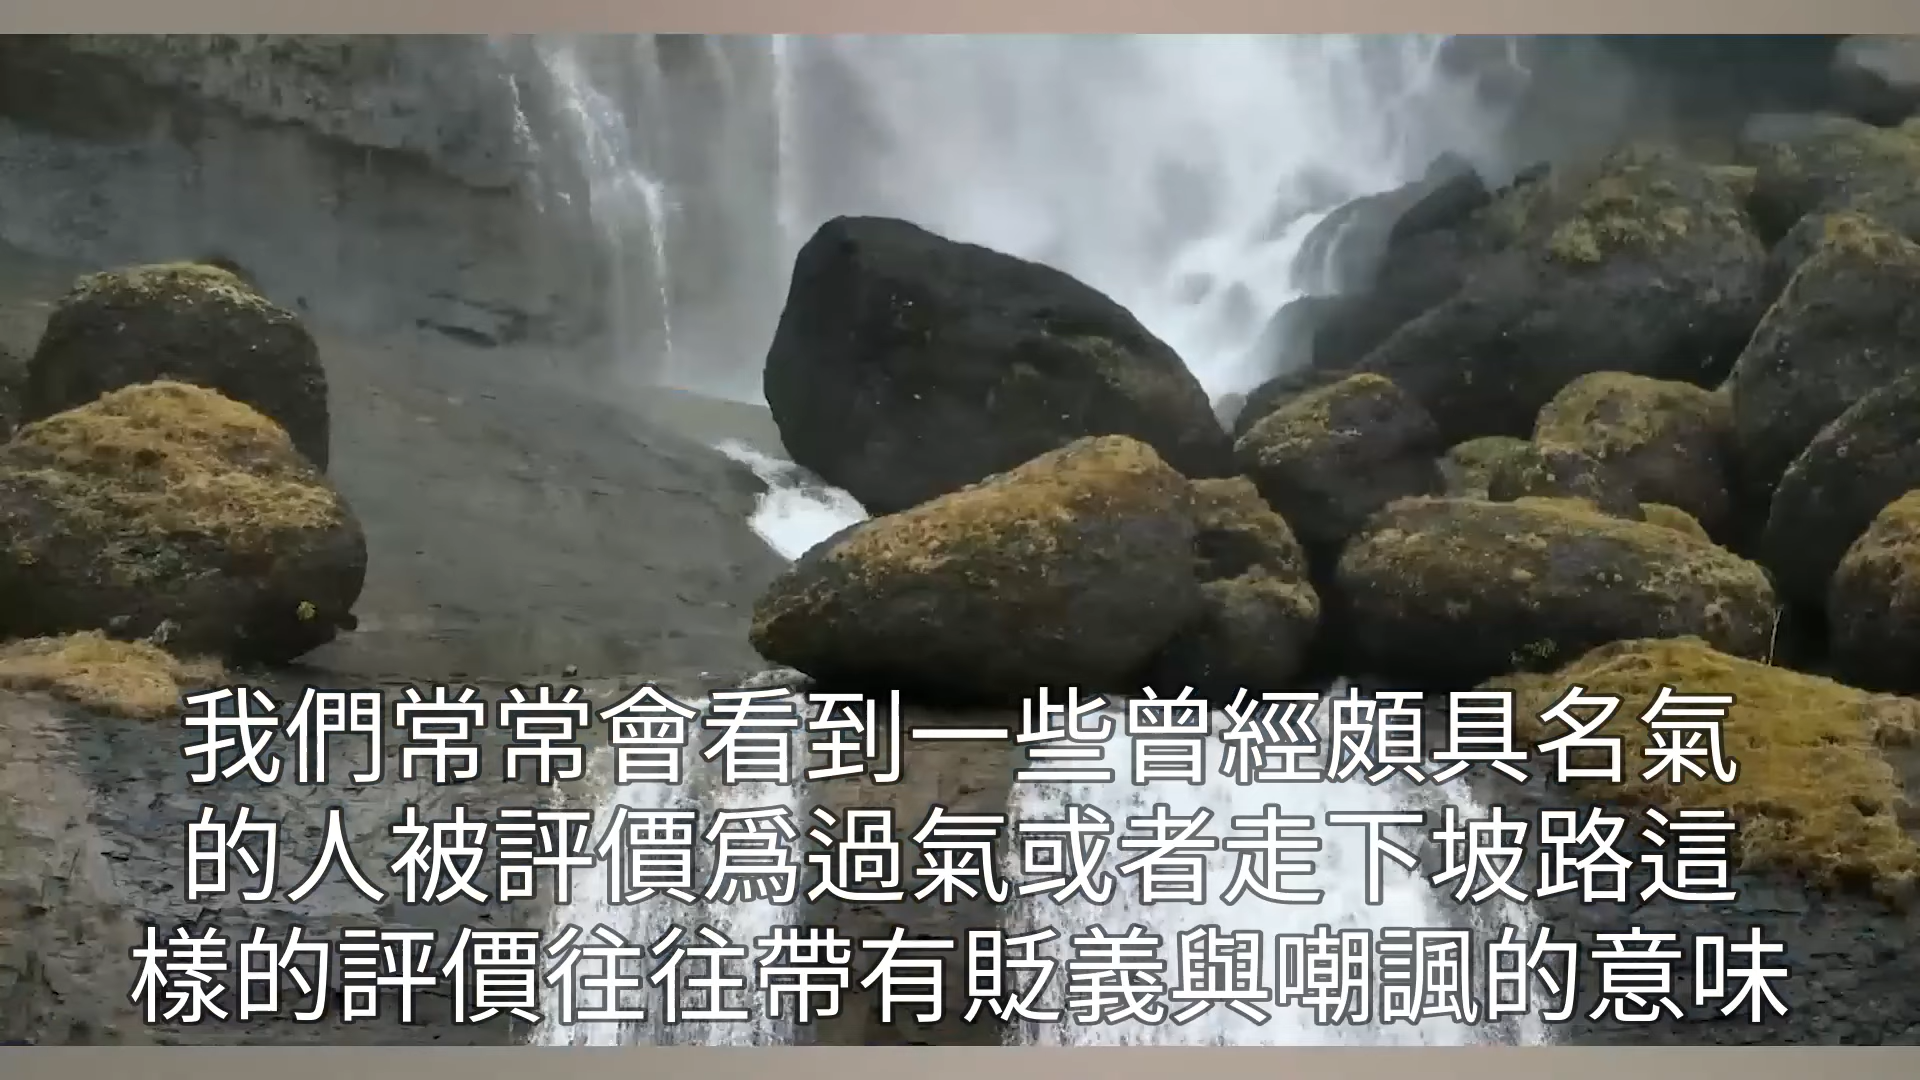 我們常常會看到一些曾經頗具名氣
的人被評價爲過氣或者走下坡路這
樣的評價往往帶有貶義與嘲諷的意味